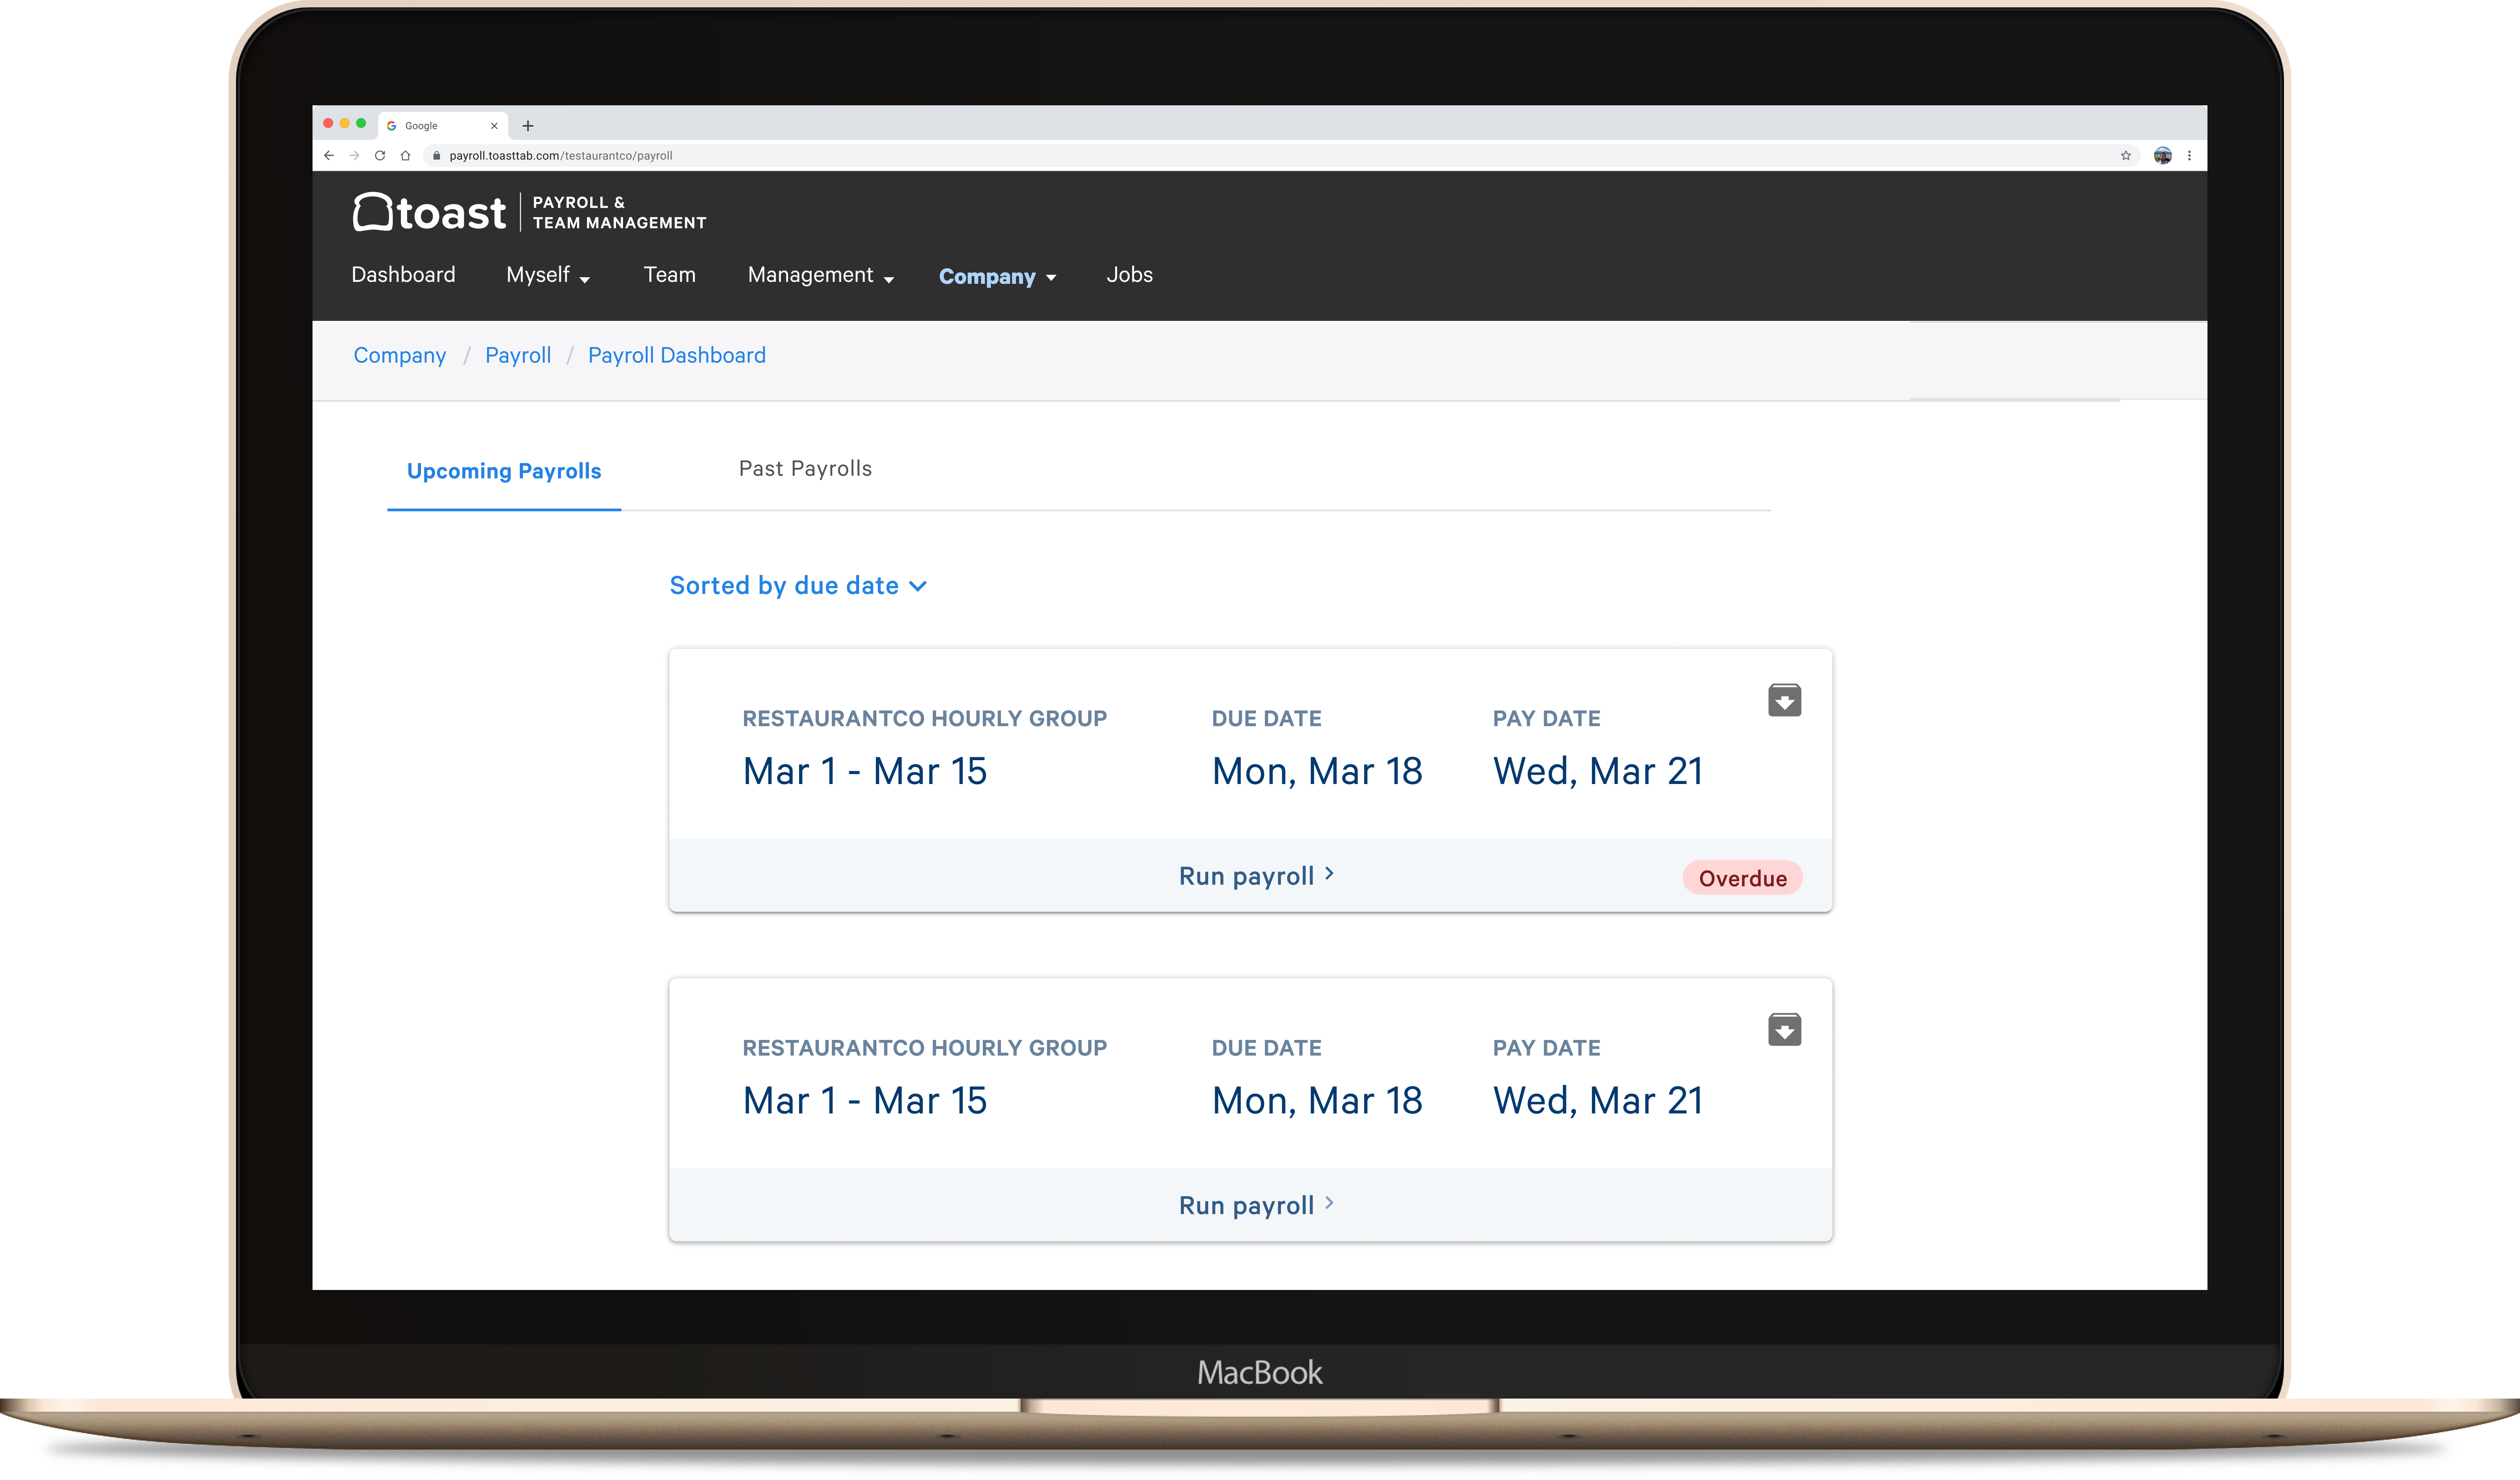 Google
payroll.toasttab.com/testaurantco/payroll
toast
PAYROLL &
TEAM MANAGEMENT
Dashboard Myself Team Management Company Jobs
Company / Payroll / Payroll Dashboard
Upcoming Payrolls Past Payrolls
Sorted by due date
RESTAURANTCO HOURLY GROUP DUE DATE PAY DATE
Mar 1 - Mar 15 Mon, Mar 18 Wed, Mar 21
Run payroll > Overdue
RESTAURANTCO HOURLY GROUP DUE DATE PAY DATE
Mar 1 - Mar 15 Mon, Mar 18 Wed, Mar 21
Run payroll >
MacBook